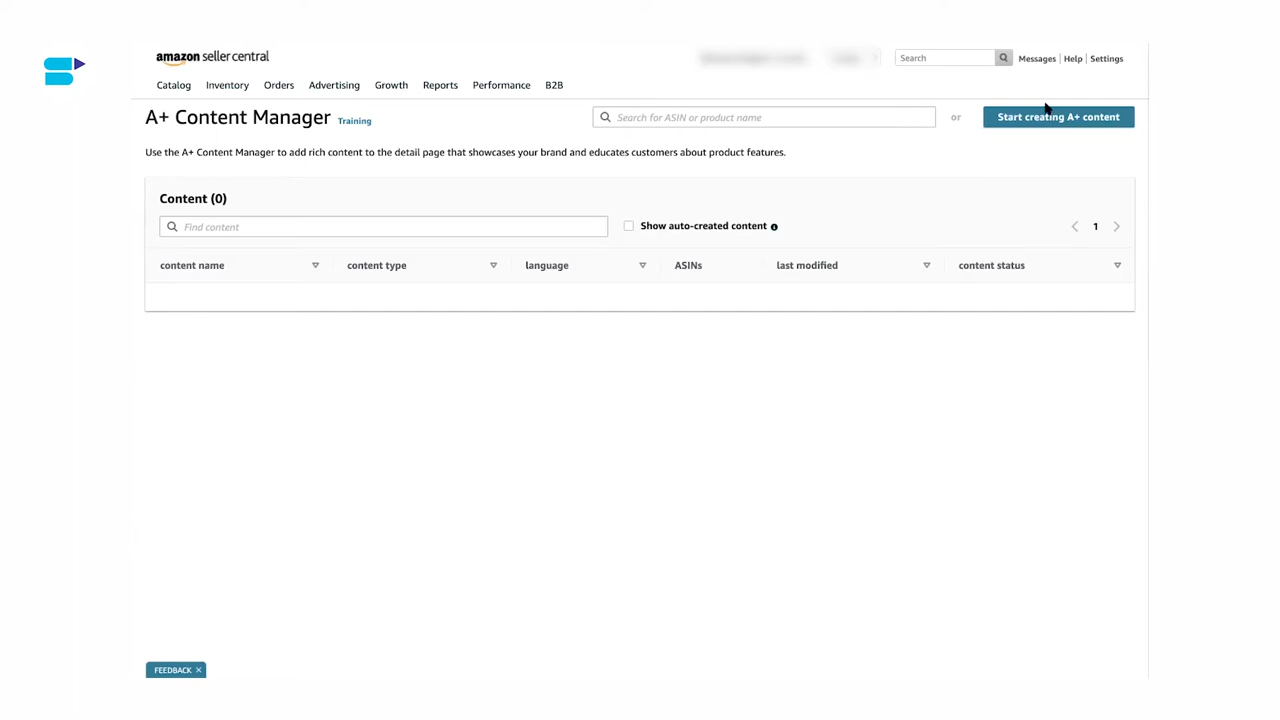 amazon seller central
Search
Messages | Help | Settings
Catalog Inventory Orders Advertising Growth Reports Performance B2B
A+ Content Manager Training
Search for ASIN or product name
or
Start creating A+ content
Use the A+ Content Manager to add rich content to the detail page that showcases your brand and educates customers about product features.
Content (0)
Find content
Show auto-created content
1
content name content type language ASINs last modified content status
FEEDBACK ×